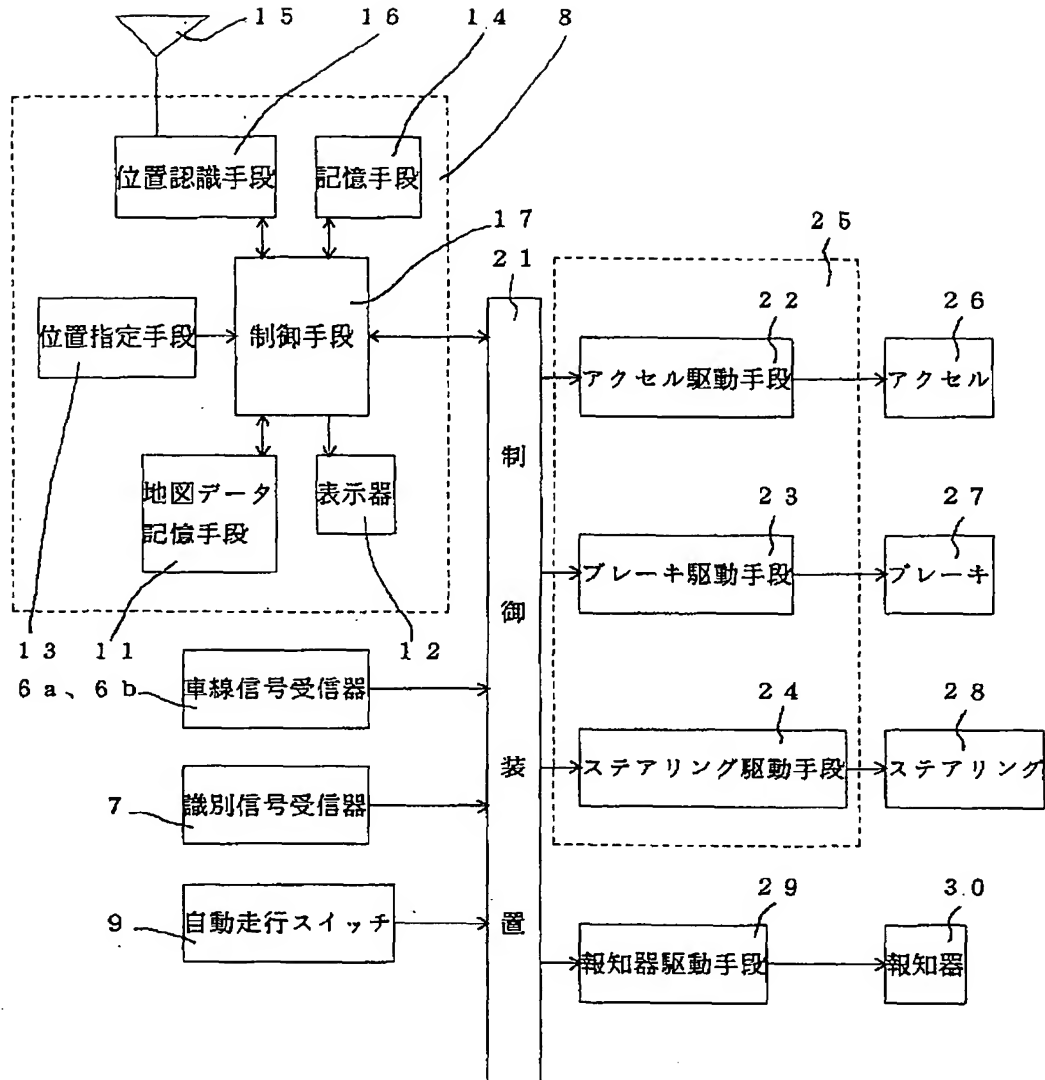 １５
１６
１４
８
位置認識手段
記憶手段
１７
２１
２５
位置指定手段
制御手段
２２
２６
アクセル駆動手段
アクセル
地図データ
記憶手段
表示器
２３
２７
ブレーキ駆動手段
ブレーキ
１３
１１
１２
６ａ、６ｂ
車線信号受信器
２４
２８
ステアリング駆動手段
ステアリング
７
識別信号受信器
９
自動走行スイッチ
制御装置
２９
３０
報知器駆動手段
報知器